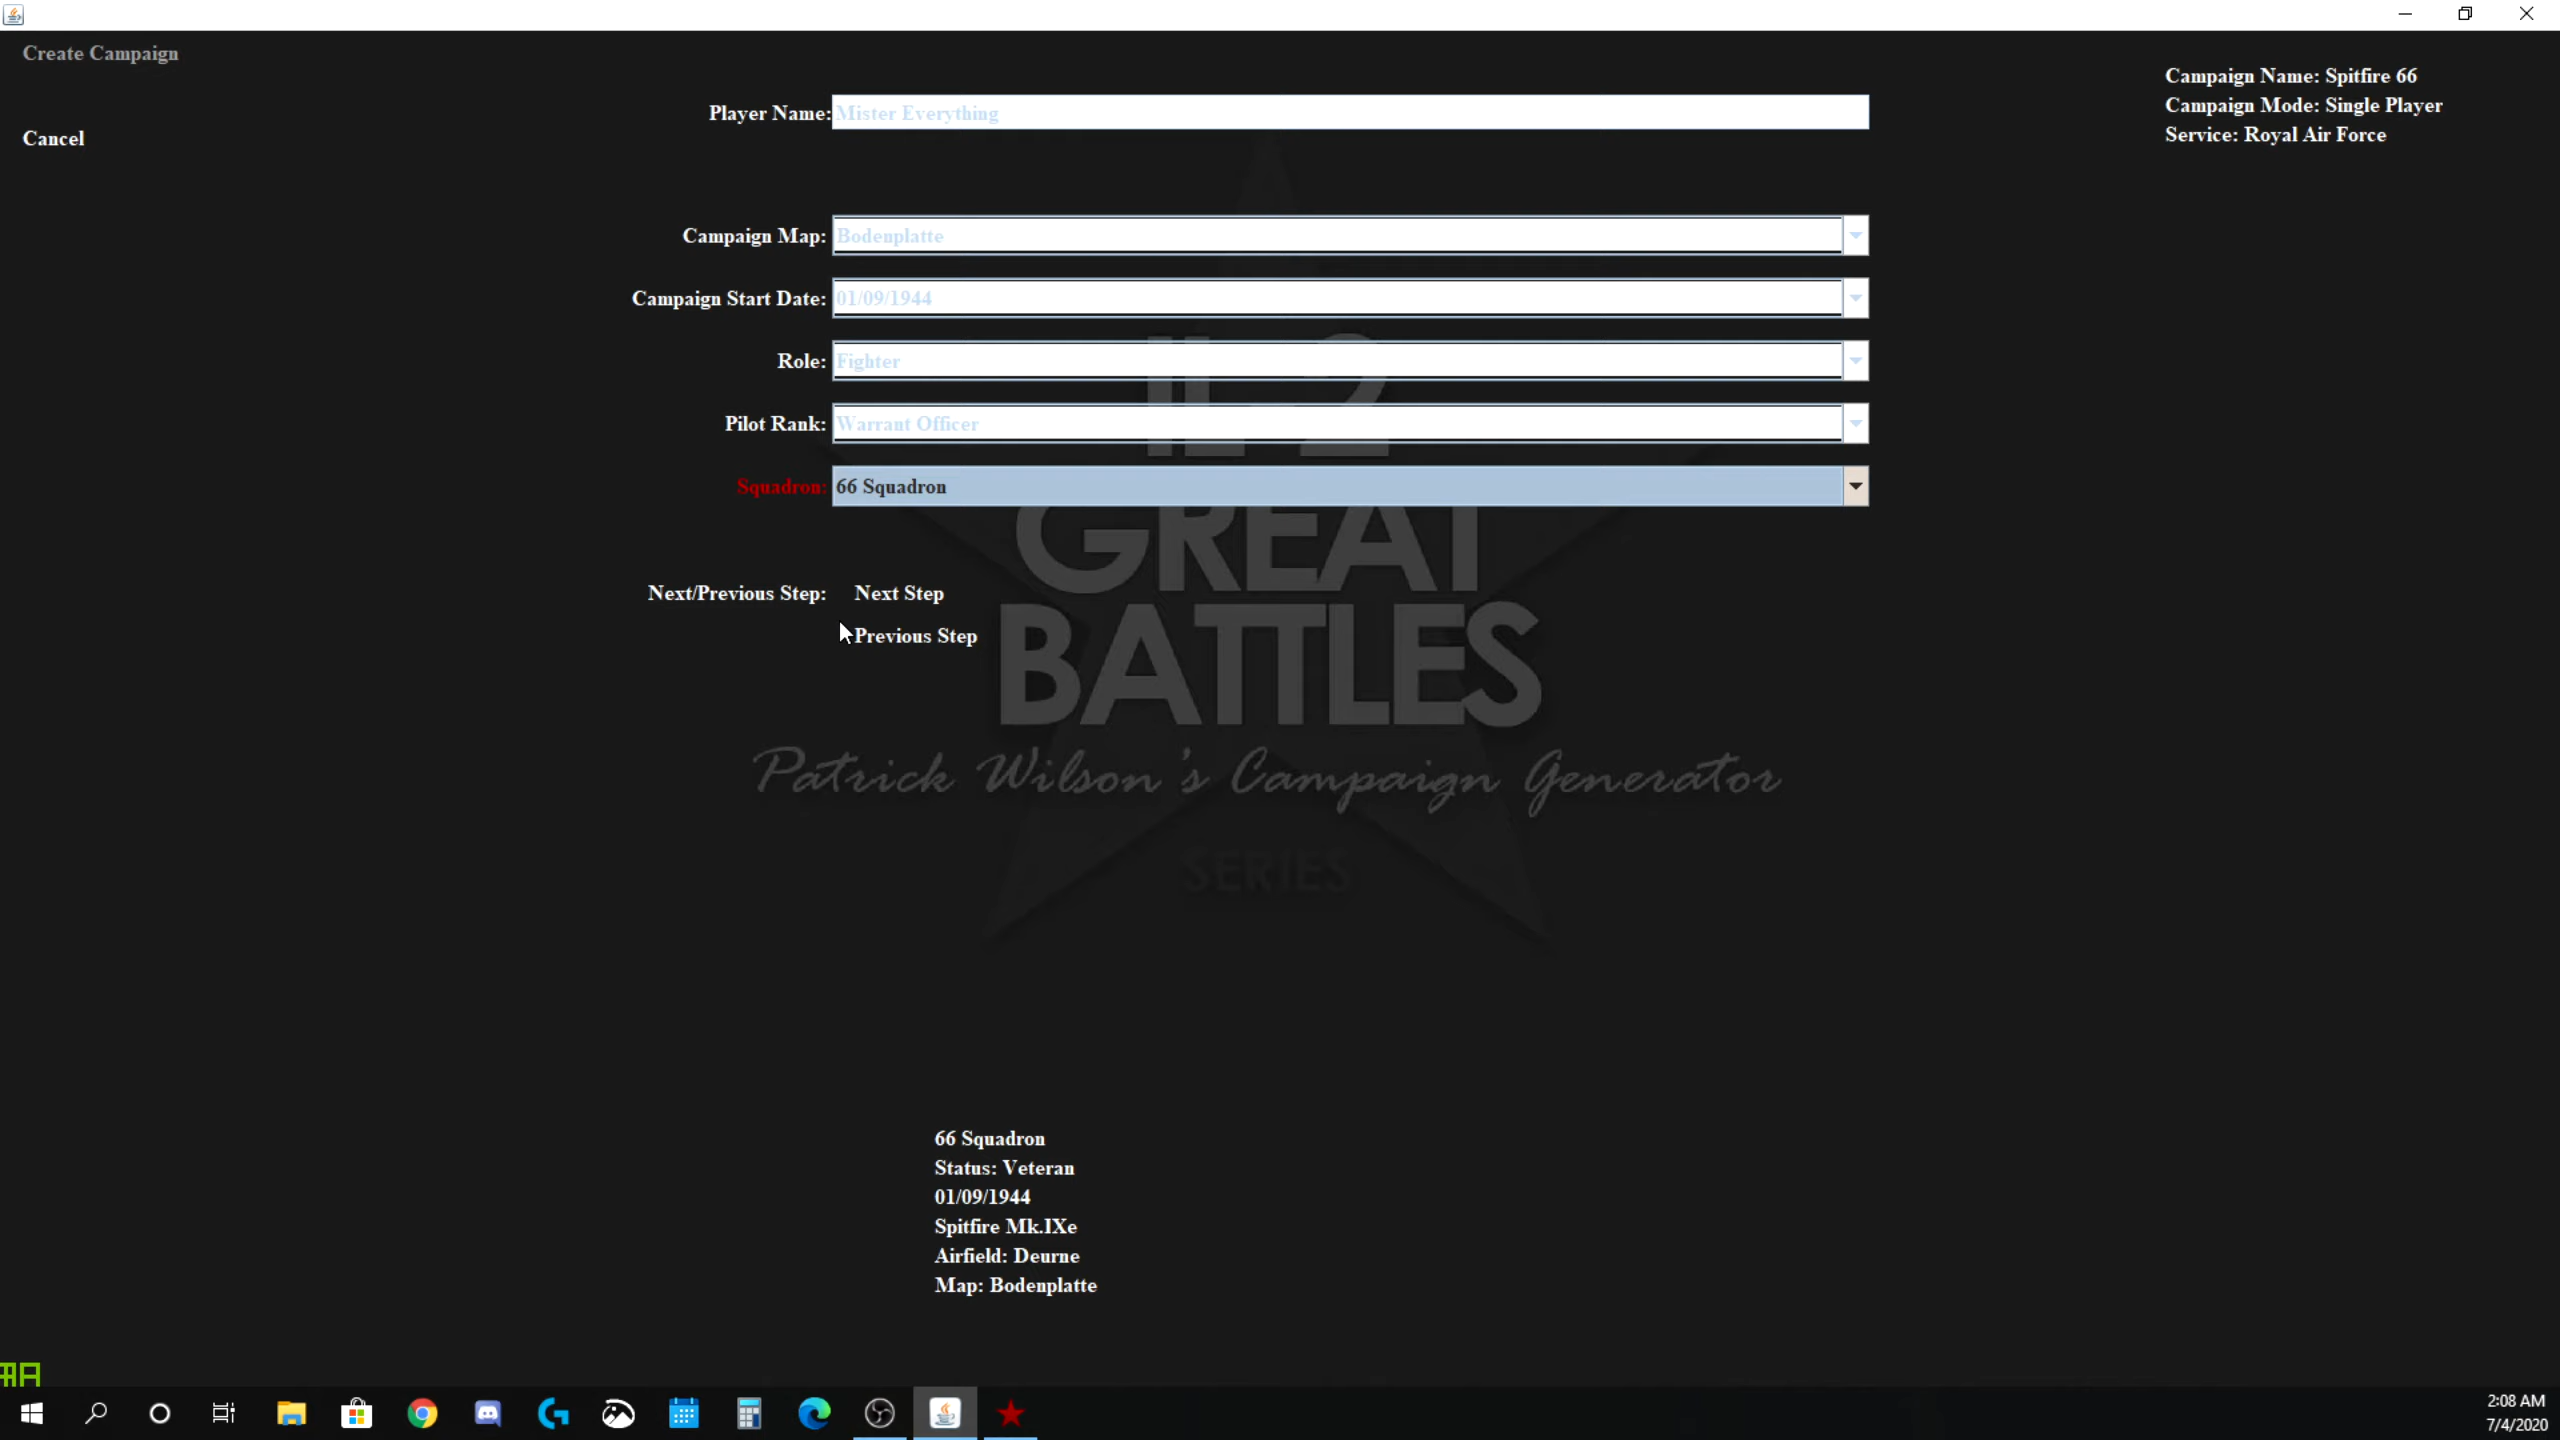 Create Campaign
Cancel
Player Name: Mister Everything
Campaign Map: Bodenplatte
Campaign Start Date: 01/09/1944
Role: Fighter
Pilot Rank: Warrant Officer
Squadron: 66 Squadron
Next/Previous Step: Next Step
Previous Step
Campaign Name: Spitfire 66
Campaign Mode: Single Player
Service: Royal Air Force
IL-2
GREAT
BATTLES
Patrick Wilson's Campaign Generator
SERIES
66 Squadron
Status: Veteran
01/09/1944
Spitfire Mk.IXe
Airfield: Deurne
Map: Bodenplatte
2:08 AM
7/4/2020